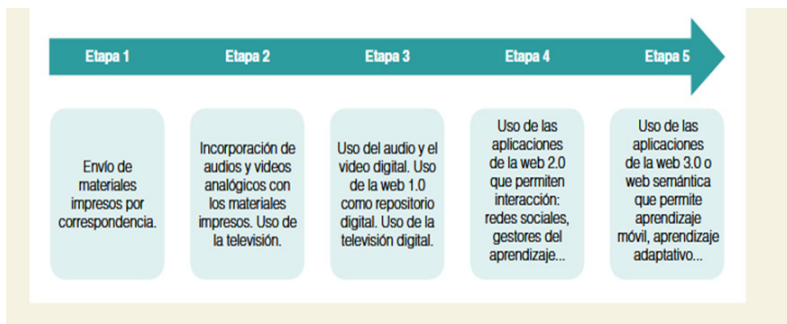 Etapa 1
Etapa 2
Etapa 3
Etapa 4
Etapa 5
Envío de
materiales
impresos por
correspondencia.
Incorporación de
audios y videos
analógicos con
los materiales
impresos. Uso de
la televisión.
Uso del audio y el
video digital. Uso
de la web 1.0
como repositorio
digital. Uso de la
televisión digital.
Uso de las
aplicaciones
de la web 2.0
que permiten
interacción:
redes sociales,
gestores del
aprendizaje...
Uso de las
aplicaciones
de la web 3.0 o
web semántica
que permite
aprendizaje
móvil, aprendizaje
adaptativo...